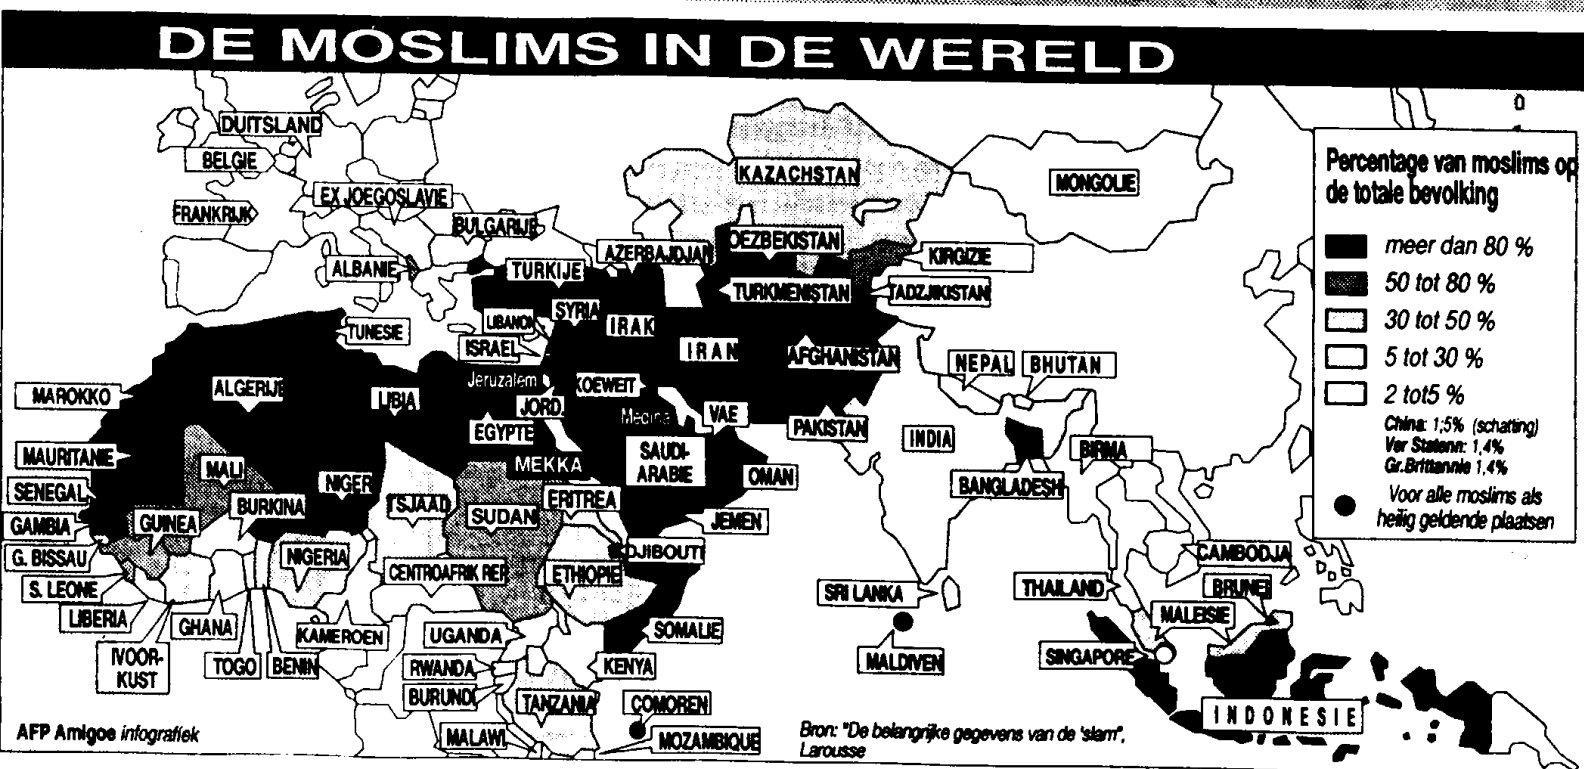 DE MOSLIMS IN DE WERELD
DUITSLAND
BELGIE
EX JOEGOSLAVIE
FRANKRIJK
BULGARIJE
ALBANIE
TURKIJE
AZERBAJDJAN
KAZACHSTAN
OEZBEKISTAN
MONGOLIE
KIRGIZIE
TADZJIKISTAN
TURKMENISTAN
TUNESIE
LIBANON
SYRIA
IRAK
ISRAEL
IRAN
AFGHANISTAN
NEPAL
BHUTAN
MAROKKO
ALGERIJE
LIBIA
Jeruzalem
KOEWEIT
JORD.
Medina
VAE
EGYPTE
PAKISTAN
INDIA
BIRMA
MAURITANIE
MALI
NIGER
MEKKA
SAUDI-
ARABIE
OMAN
BANGLADESH
SENEGAL
BURKINA
TSJAAD
SUDAN
ERITREA
JEMEN
GAMBIA
GUINEA
G. BISSAU
NIGERIA
CENTROAFRIK REP
ETHIOPIE
DJIBOUTI
CAMBODJA
S. LEONE
SRI LANKA
THAILAND
BRUNEI
LIBERIA
GHANA
KAMEROEN
UGANDA
SOMALIE
MALEISIE
IVOOR-
KUST
TOGO
BENIN
RWANDA
KENYA
MALDIVEN
SINGAPORE
BURUNDI
TANZANIA
COMOREN
INDONESIE
MALAWI
MOZAMBIQUE
Percentage van moslims op
de totale bevolking
meer dan 80 %
50 tot 80 %
30 tot 50 %
5 tot 30 %
2 tot5 %
China: 1;5% (schatting)
Ver Statenn: 1,4%
Gr.Brittannie 1,4%
Voor alle moslims als
heilig geldende plaatsen
AFP Amigoe infografiek
Bron: "De belangrijke gegevens van de 'slam",
Larousse